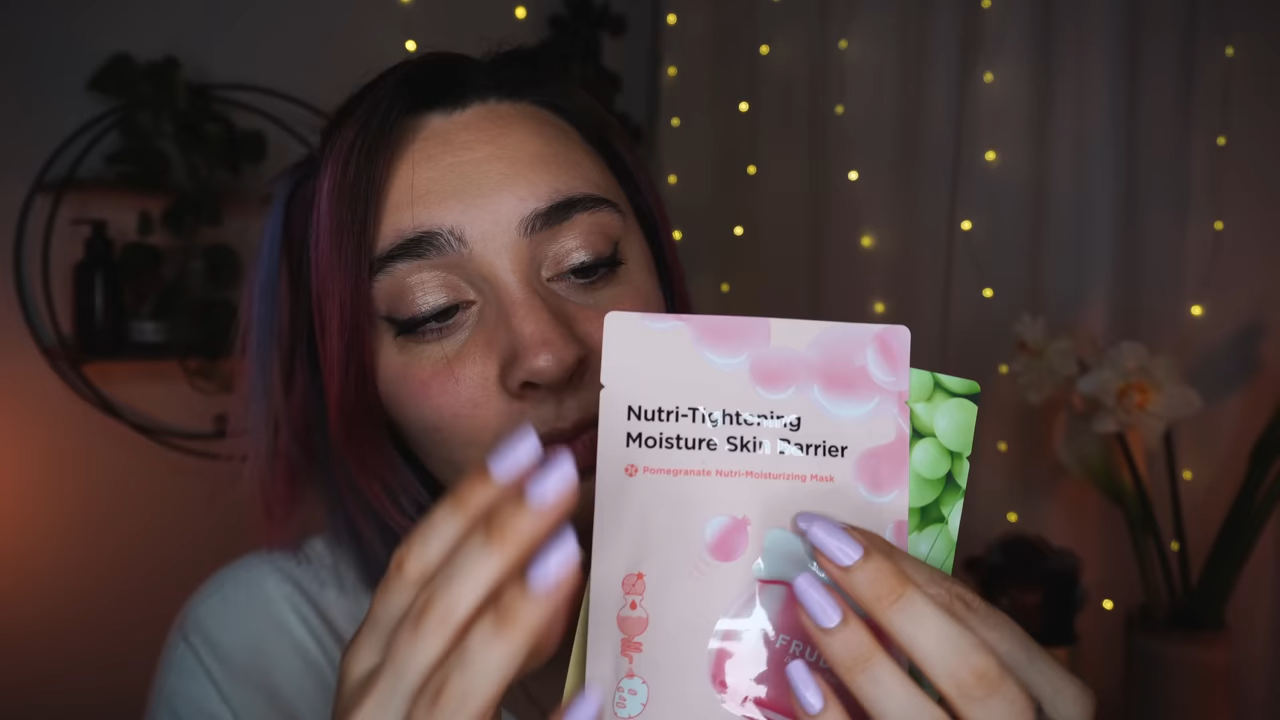 Nutri-Tightening
Moisture Skin Barrier
Pomegranate Nutri-Moisturizing Mask